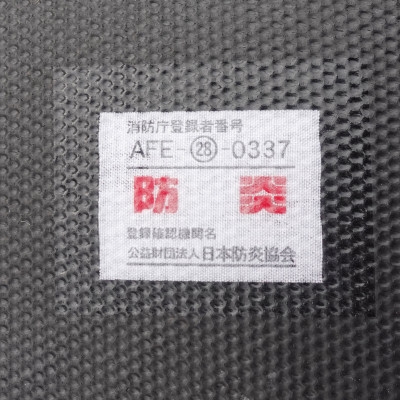 消防庁登録者番号
AFE-㉘-0337
防炎
登録確認機関名
公益財団法人日本防炎協会